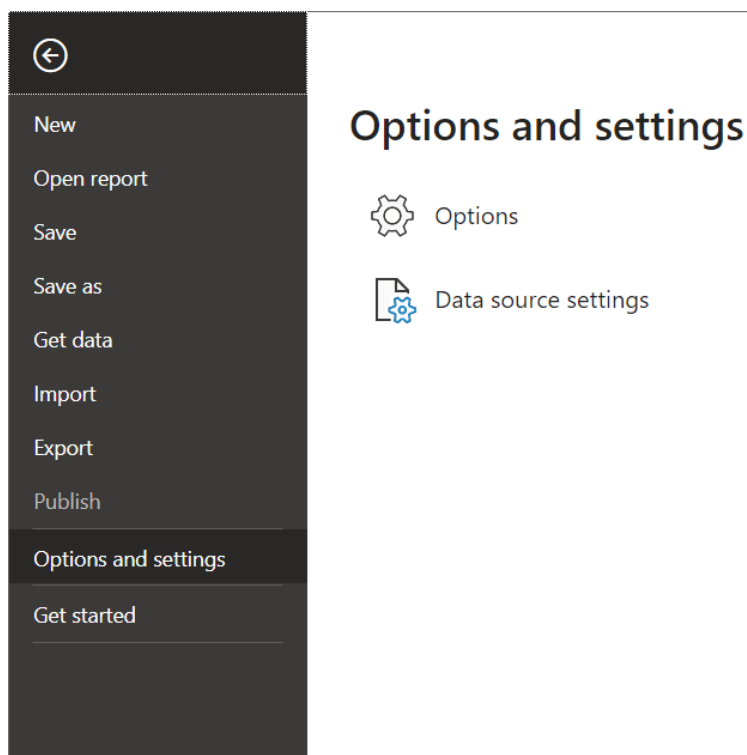 New
Open report
Save
Save as
Get data
Import
Export
Publish
Options and settings
Get started
Options and settings
Options
Data source settings